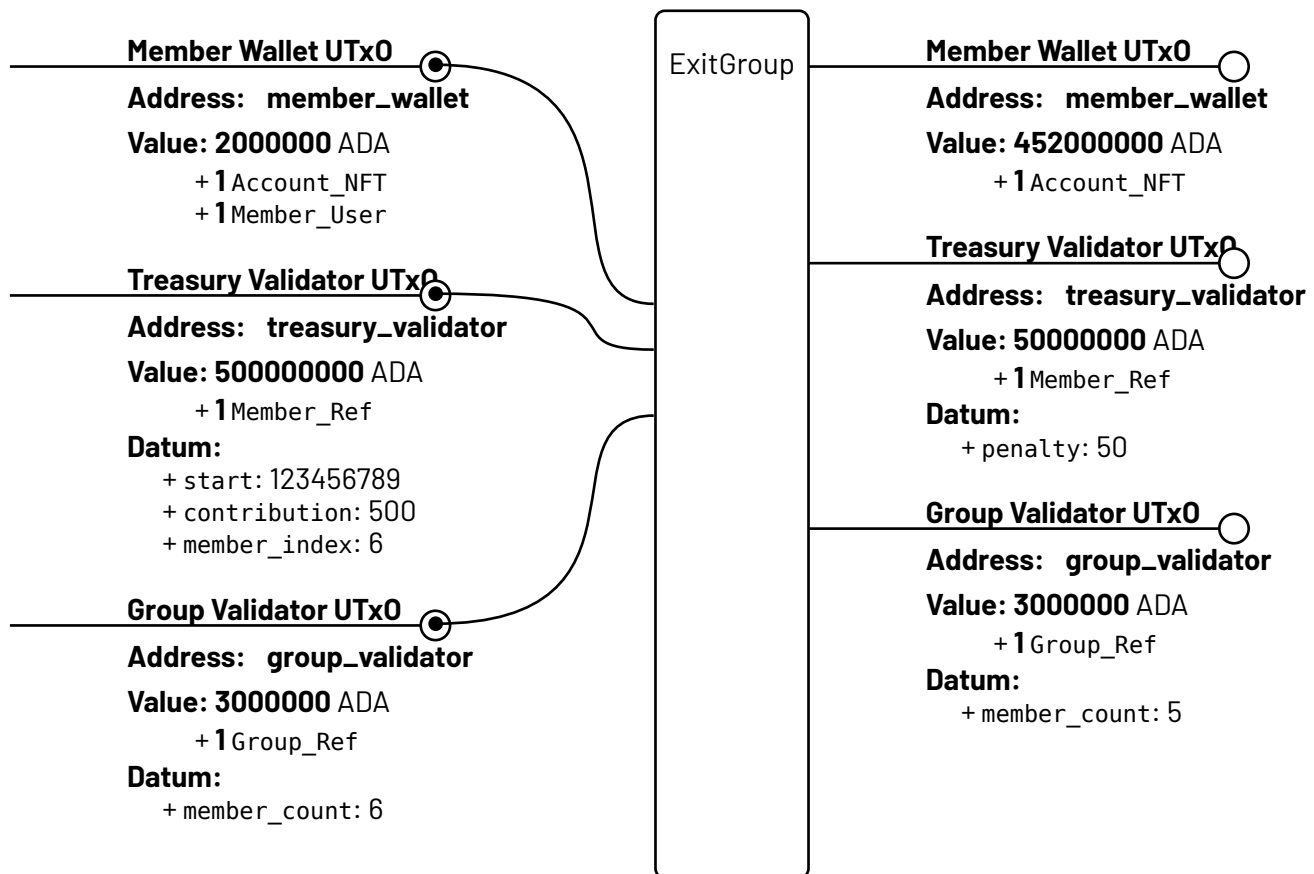 Member Wallet UTxO
Address: member_wallet
Value: 2000000 ADA
+ 1 Account_NFT
+ 1 Member_User
Treasury Validator UTxO
Address: treasury_validator
Value: 500000000 ADA
+ 1 Member_Ref
Datum:
+ start: 123456789
+ contribution: 500
+ member_index: 6
Group Validator UTxO
Address: group_validator
Value: 3000000 ADA
+ 1 Group_Ref
Datum:
+ member_count: 6
ExitGroup
Member Wallet UTxO
Address: member_wallet
Value: 452000000 ADA
+ 1 Account_NFT
Treasury Validator UTxO
Address: treasury_validator
Value: 50000000 ADA
+ 1 Member_Ref
Datum:
+ penalty: 50
Group Validator UTxO
Address: group_validator
Value: 3000000 ADA
+ 1 Group_Ref
Datum:
+ member_count: 5